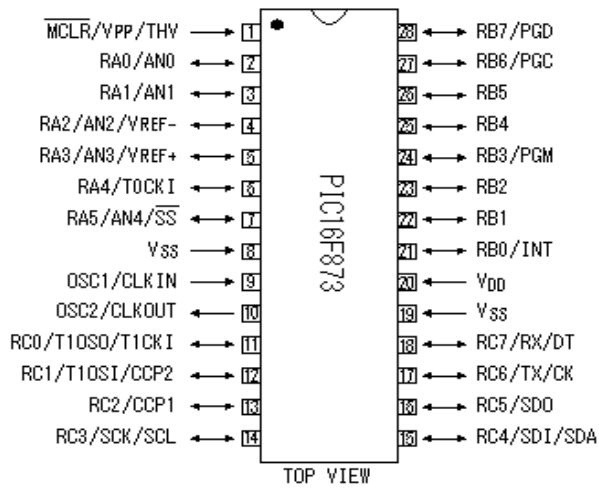 MCLR/VPP/THV 1 28 RB7/PGD
RA0/AN0 2 27 RB6/PGC
RA1/AN1 3 26 RB5
RA2/AN2/VREF- 4 25 RB4
RA3/AN3/VREF+ 5 24 RB3/PGM
RA4/T0CKI 6 23 RB2
RA5/AN4/SS 7 22 RB1
VSS 8 21 RB0/INT
OSC1/CLKIN 9 20 VDD
OSC2/CLKOUT 10 19 VSS
RC0/T1OSO/T1CKI 11 18 RC7/RX/DT
RC1/T1OSI/CCP2 12 17 RC6/TX/CK
RC2/CCP1 13 16 RC5/SDO
RC3/SCK/SCL 14 15 RC4/SDI/SDA
PIC16F873
TOP VIEW